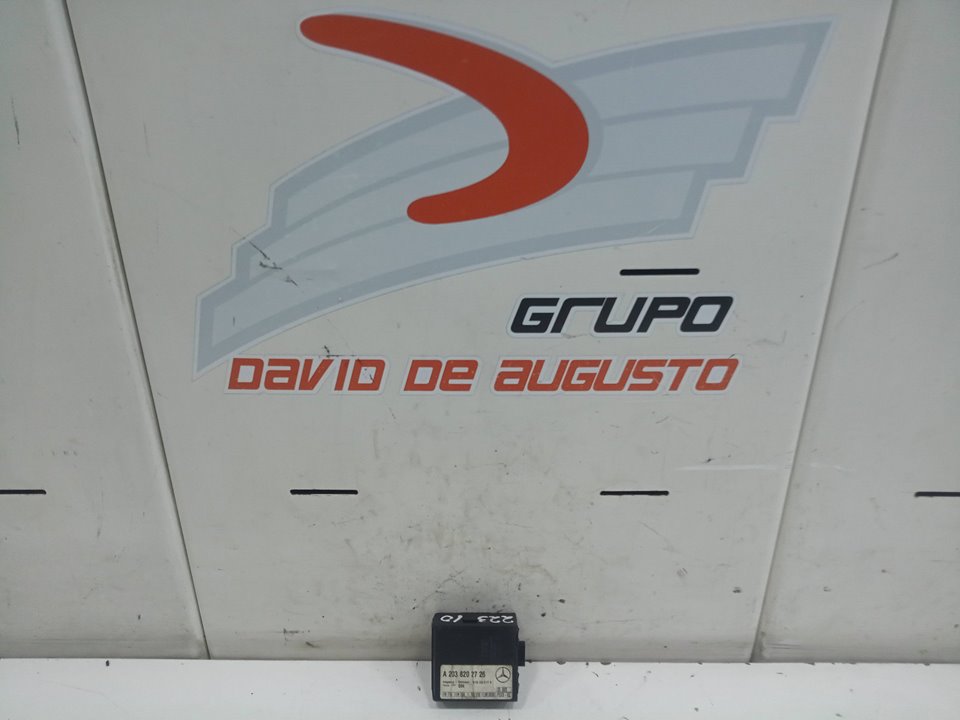 GRUPO
DAVID DE AUGUSTO
223 10
A 203 820 27 26